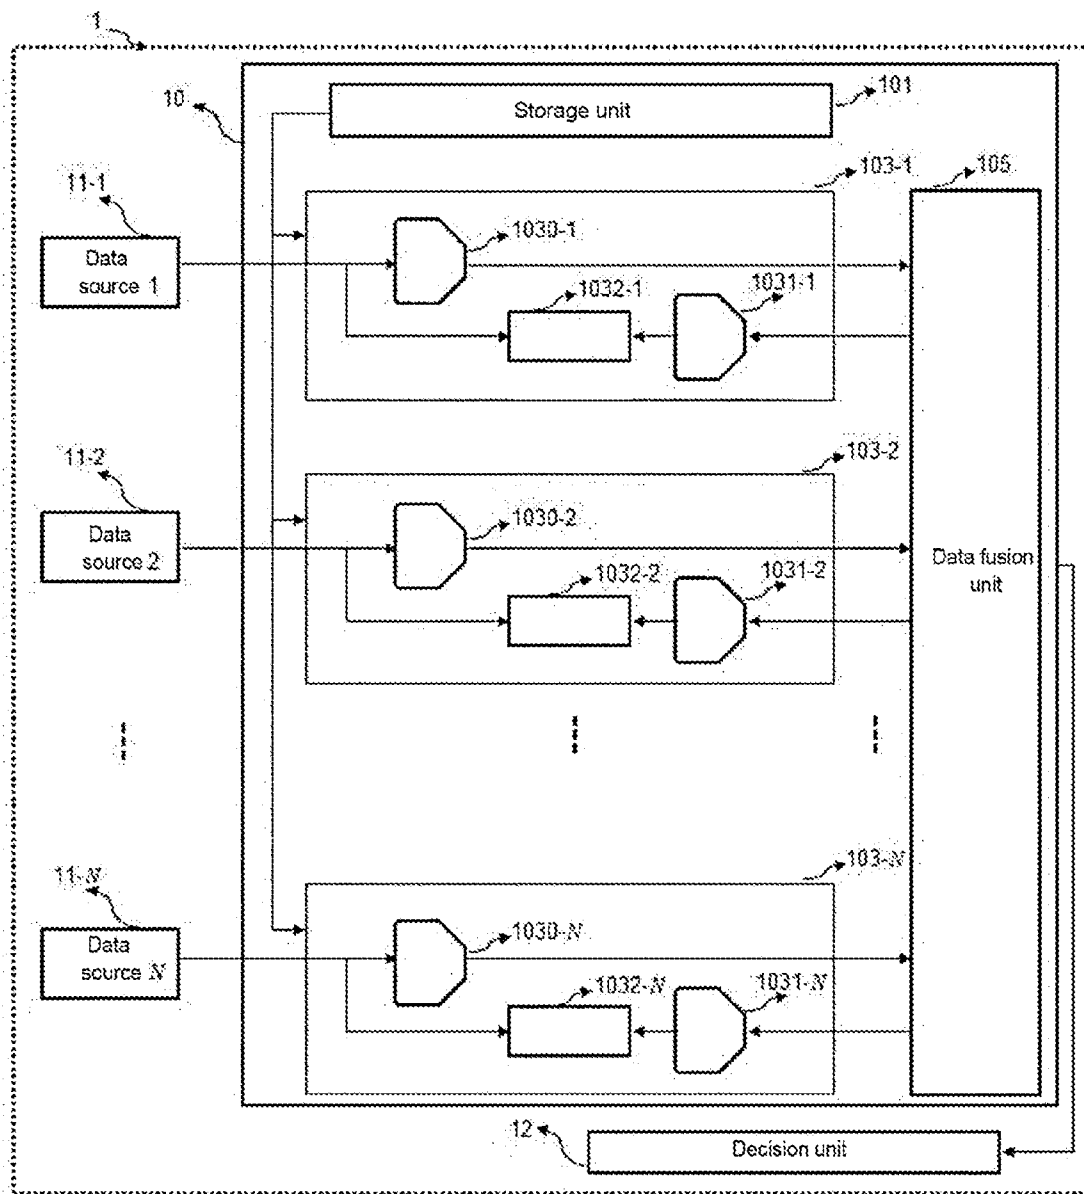 1
10
Storage unit
101
103-1
105
11-1
Data
source 1
1030-1
1032-1
1031-1
103-2
11-2
Data
source 2
1030-2
1032-2
1031-2
Data fusion
unit
103-N
11-N
Data
source N
1030-N
1032-N
1031-N
12
Decision unit